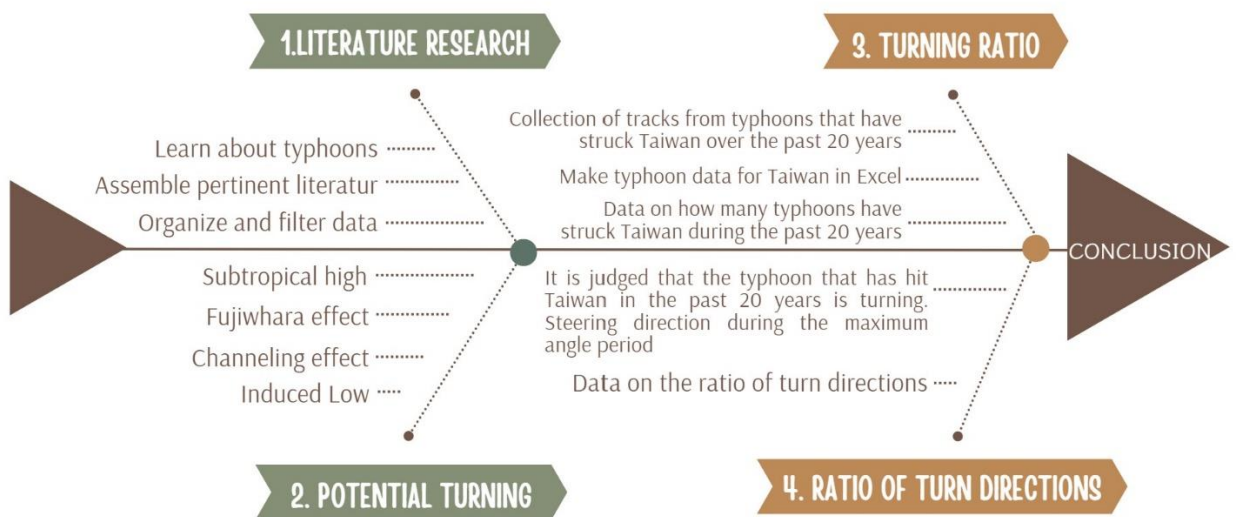 1.LITERATURE RESEARCH
Learn about typhoons
Assemble pertinent literatur
Organize and filter data
Subtropical high
Fujiwhara effect
Channeling effect
Induced Low
2. POTENTIAL TURNING
3. TURNING RATIO
Collection of tracks from typhoons that have
struck Taiwan over the past 20 years
Make typhoon data for Taiwan in Excel
Data on how many typhoons have
struck Taiwan during the past 20 years
It is judged that the typhoon that has hit
Taiwan in the past 20 years is turning.
Steering direction during the maximum
angle period
Data on the ratio of turn directions
4. RATIO OF TURN DIRECTIONS
CONCLUSION